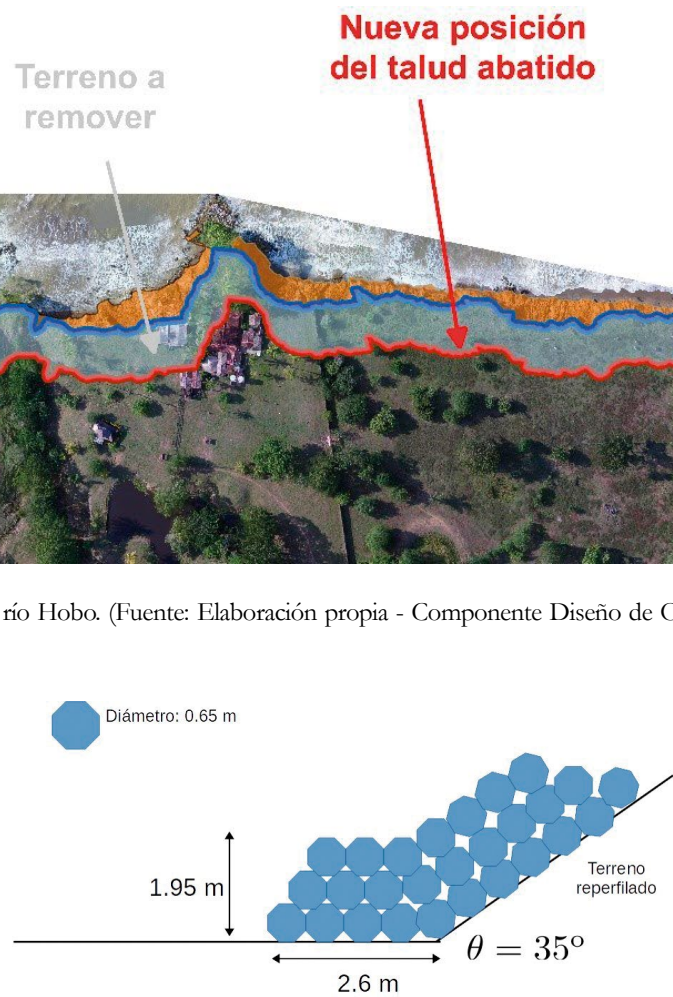 Nueva posición
del talud abatido
Terreno a
remover
río Hobo. (Fuente: Elaboración propia - Componente Diseño de C
Diámetro: 0.65 m
1.95 m
Terreno
reperfilado
θ = 35º
2.6 m